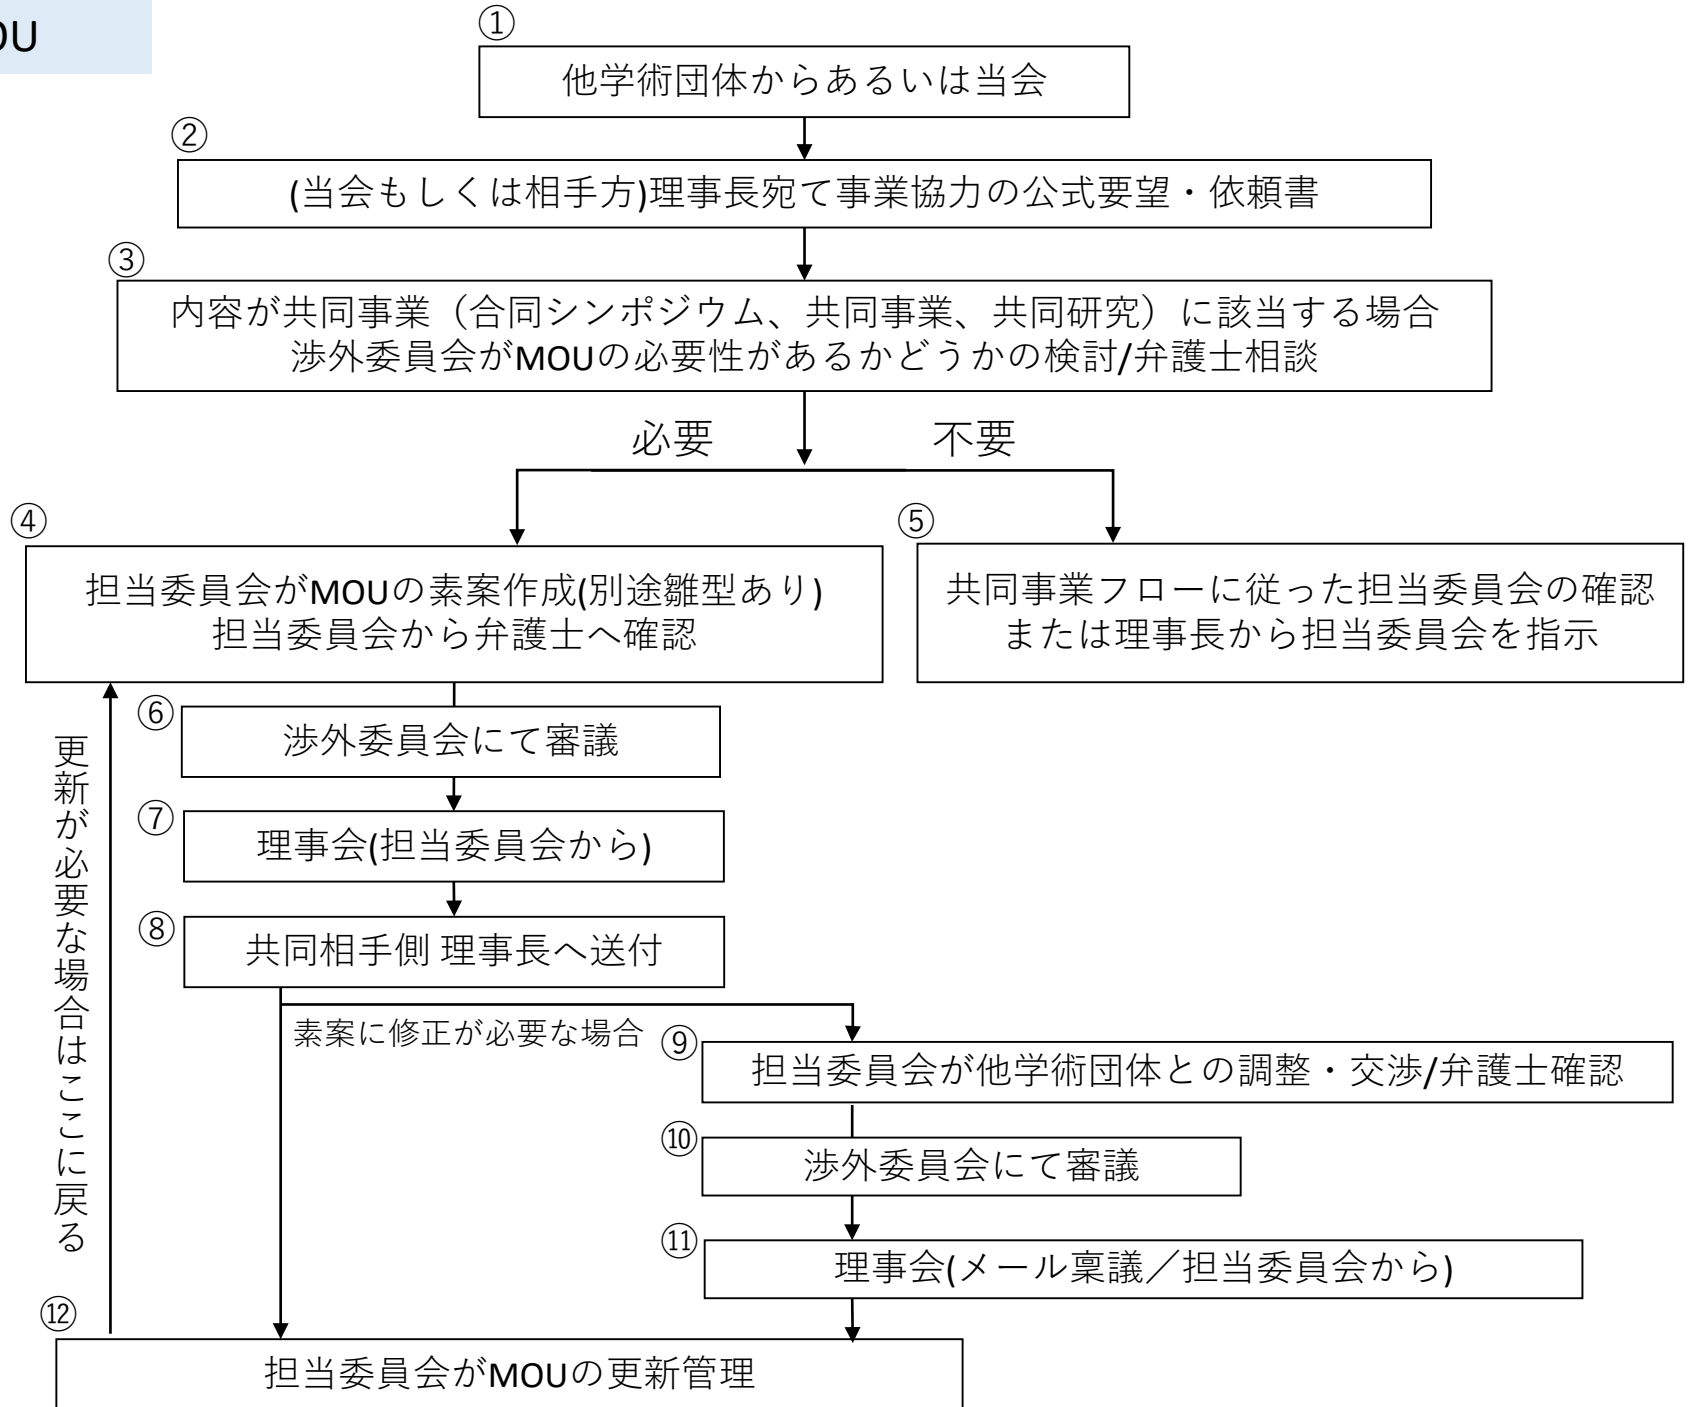 OU
①
他学術団体からあるいは当会
②
(当会もしくは相手方)理事長宛て事業協力の公式要望・依頼書
③
内容が共同事業（合同シンポジウム、共同事業、共同研究）に該当する場合
渉外委員会がMOUの必要性があるかどうかの検討/弁護士相談
必要
不要
④
担当委員会がMOUの素案作成(別途雛型あり)
担当委員会から弁護士へ確認
⑤
共同事業フローに従った担当委員会の確認
または理事長から担当委員会を指示
⑥
渉外委員会にて審議
⑦
理事会(担当委員会から)
⑧
共同相手側 理事長へ送付
更新が必要な場合はここに戻る
素案に修正が必要な場合
⑨
担当委員会が他学術団体との調整・交渉/弁護士確認
⑩
渉外委員会にて審議
⑪
理事会(メール稟議／担当委員会から)
⑫
担当委員会がMOUの更新管理